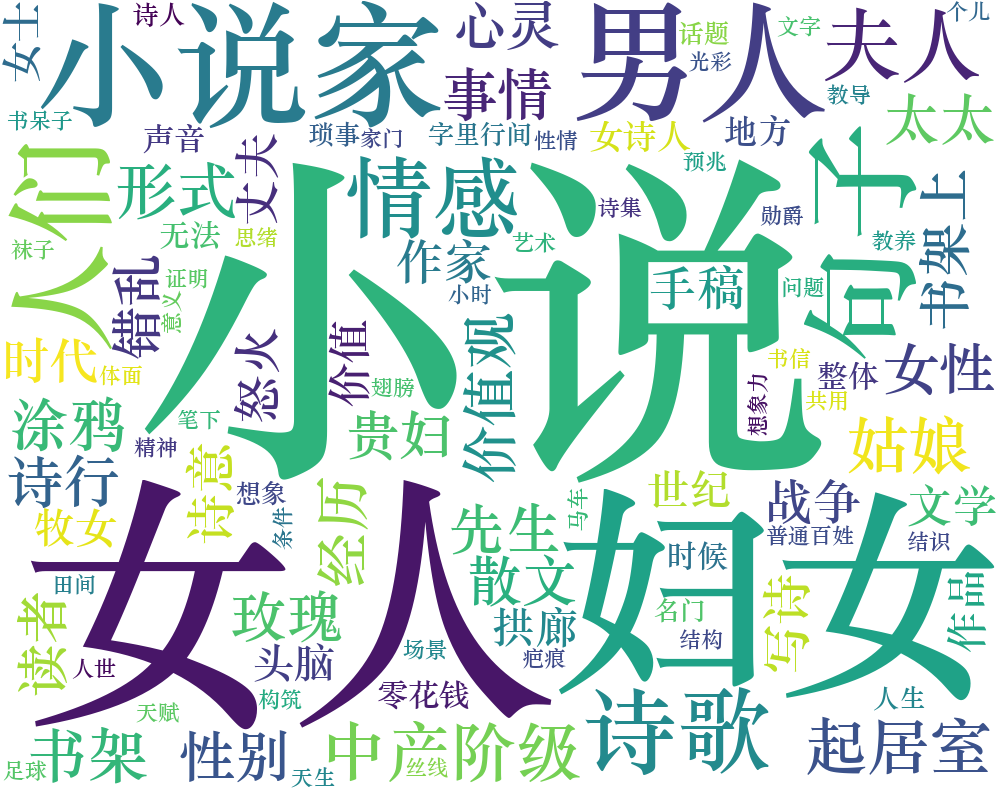 女士
诗人
小说家
心灵
男人
话题
文字
个儿
光彩
夫人
书呆子
事情
教导
太太
声音
琐事
家门
字里行间
性情
女诗人
地方
人们
丈夫
形式
情感
预兆
句子
书架上
无法
思绪
袜子
小说
诗集
勋爵
教养
作家
艺术
错乱
证明
意义
小时
手稿
问题
时代
体面
怒火
价值
价值观
书信
整体
女性
翅膀
想象力
共用
涂鸦
笔下
贵妇
姑娘
诗行
精神
诗意
想象
世纪
战争
文学
牧女
条件
经历
先生
马车
普通百姓
结识
女人
妇女
田间
散文
时候
读者
玫瑰
拱廊
名门
写诗
作品
人世
头脑
场景
疤痕
结构
构筑
零花钱
人生
天赋
诗歌
书架
性别
中产阶级
起居室
足球
天生
丝线